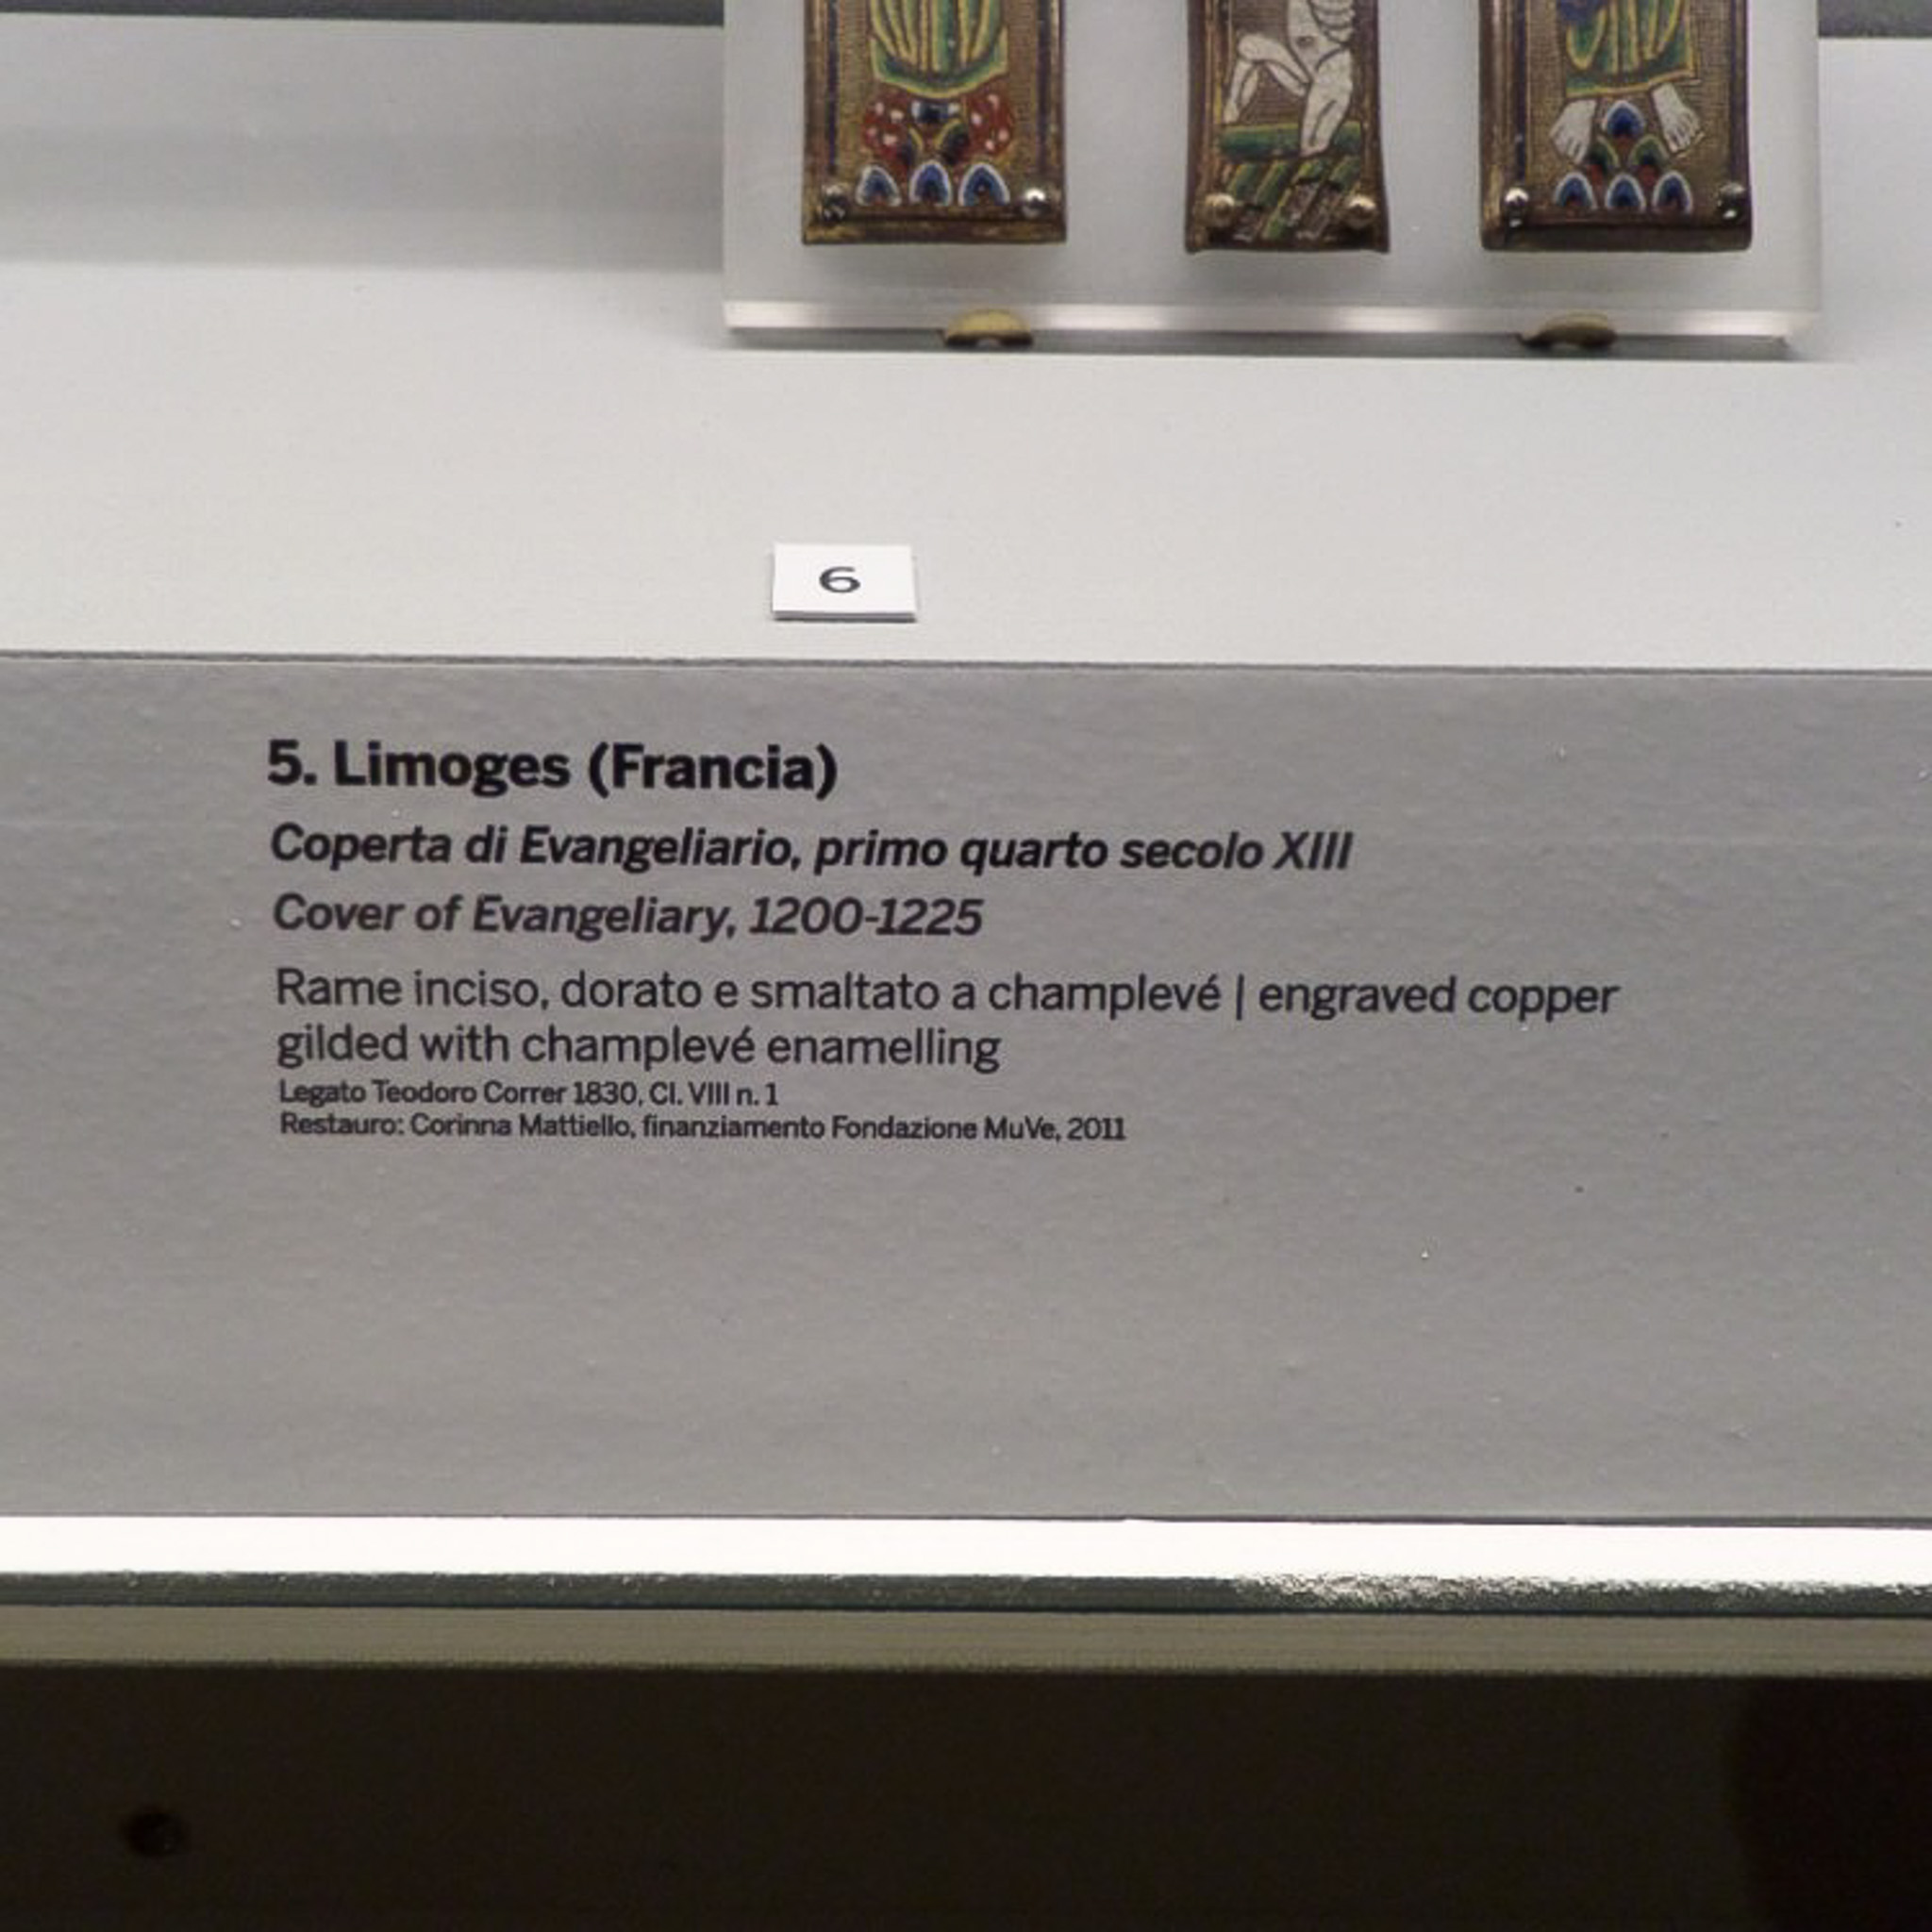 6
5. Limoges (Francia)
Coperta di Evangeliario, primo quarto secolo XIII
Cover of Evangeliary, 1200-1225
Rame inciso, dorato e smaltato a champlevé | engraved copper
gilded with champlevé enamelling
Legato Teodoro Correr 1830, Cl. VIII n. 1
Restauro: Corinna Mattiello, finanziamento Fondazione MuVe, 2011